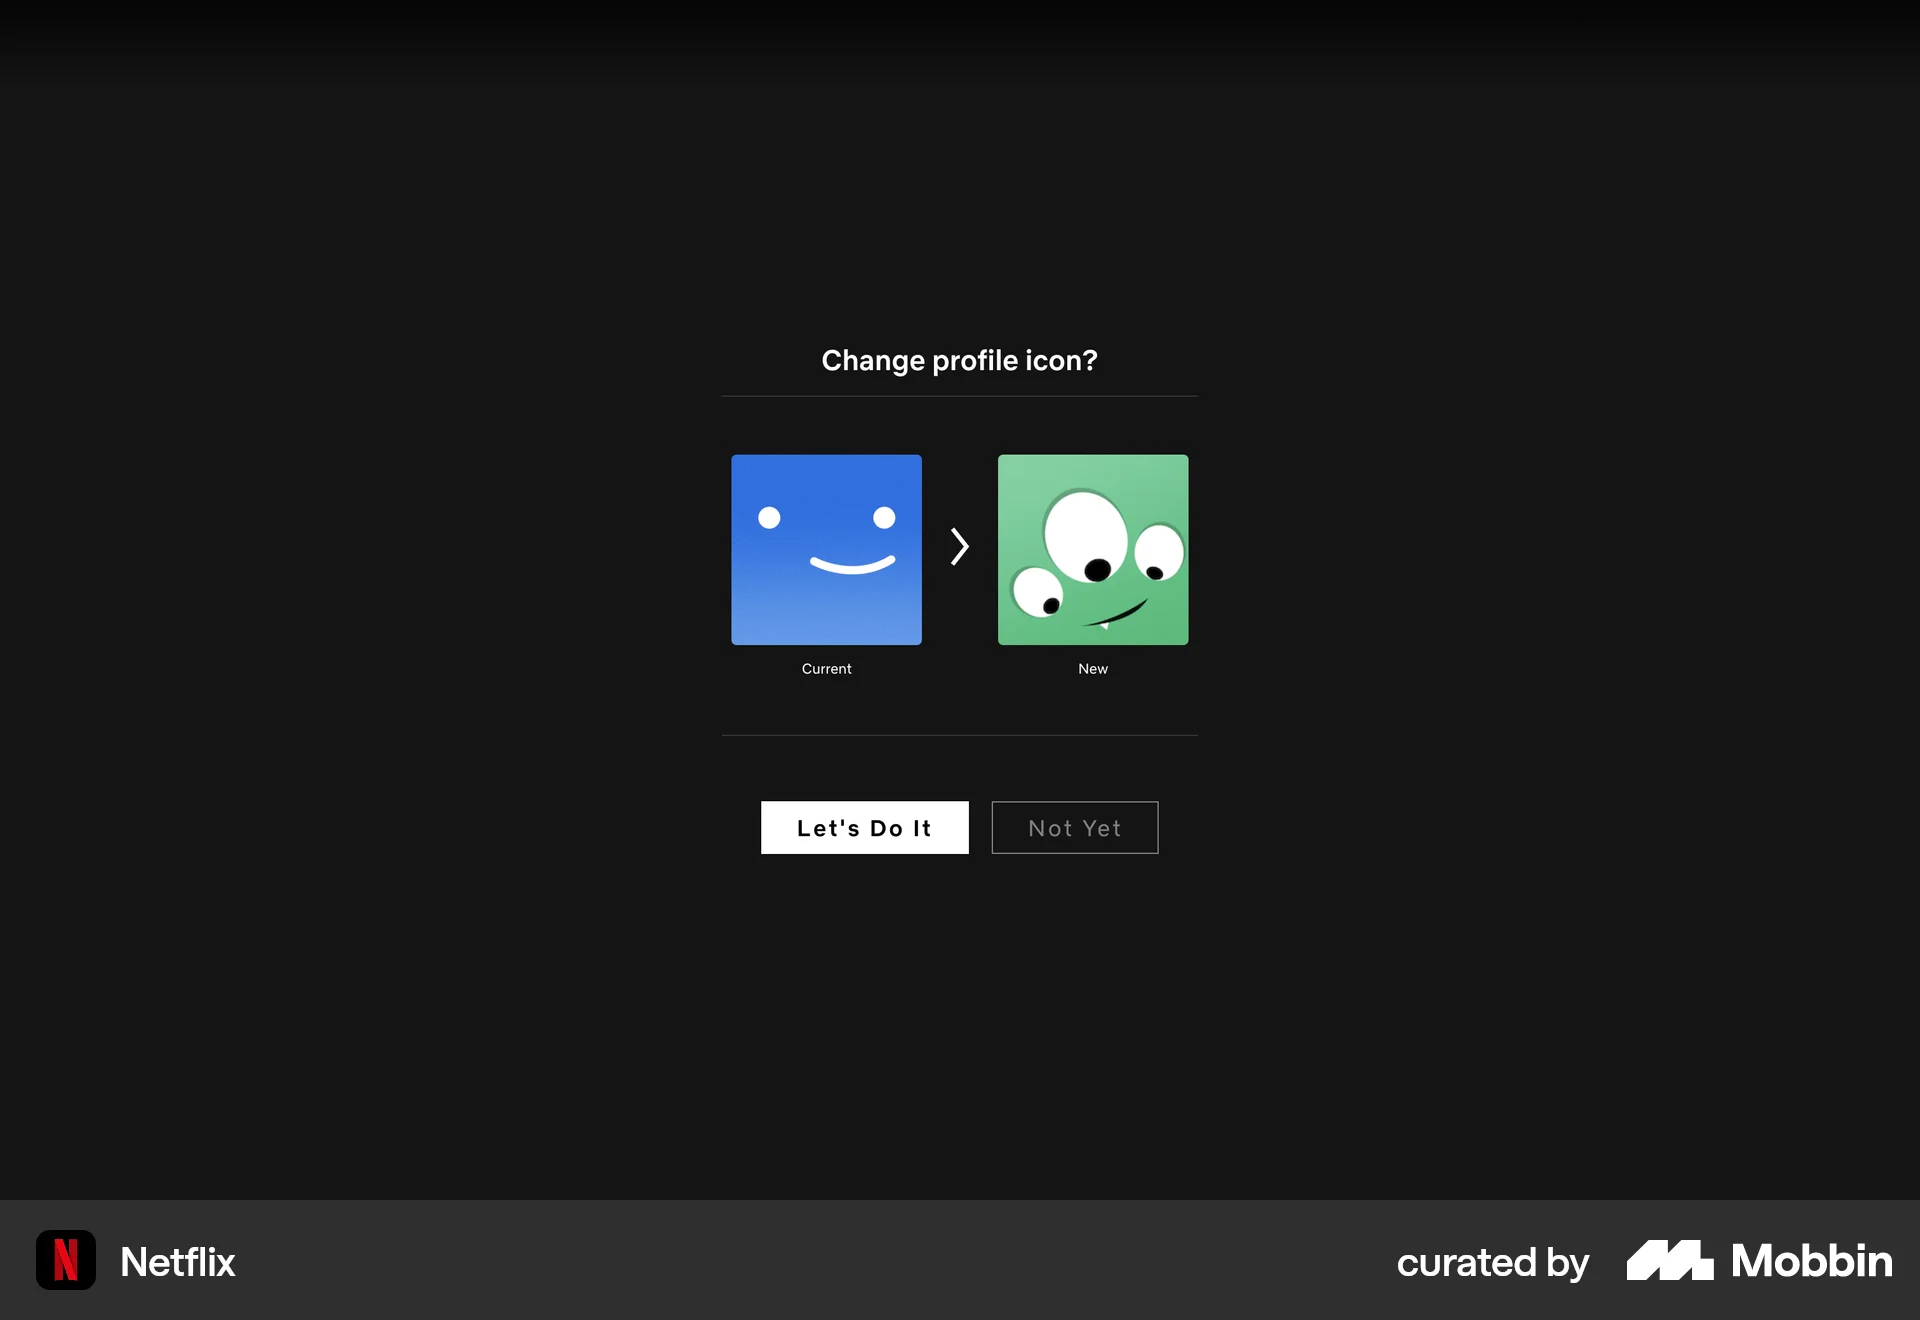 Change profile icon?
Current
New
Let's Do It
Not Yet
Netflix
curated by Mobbin